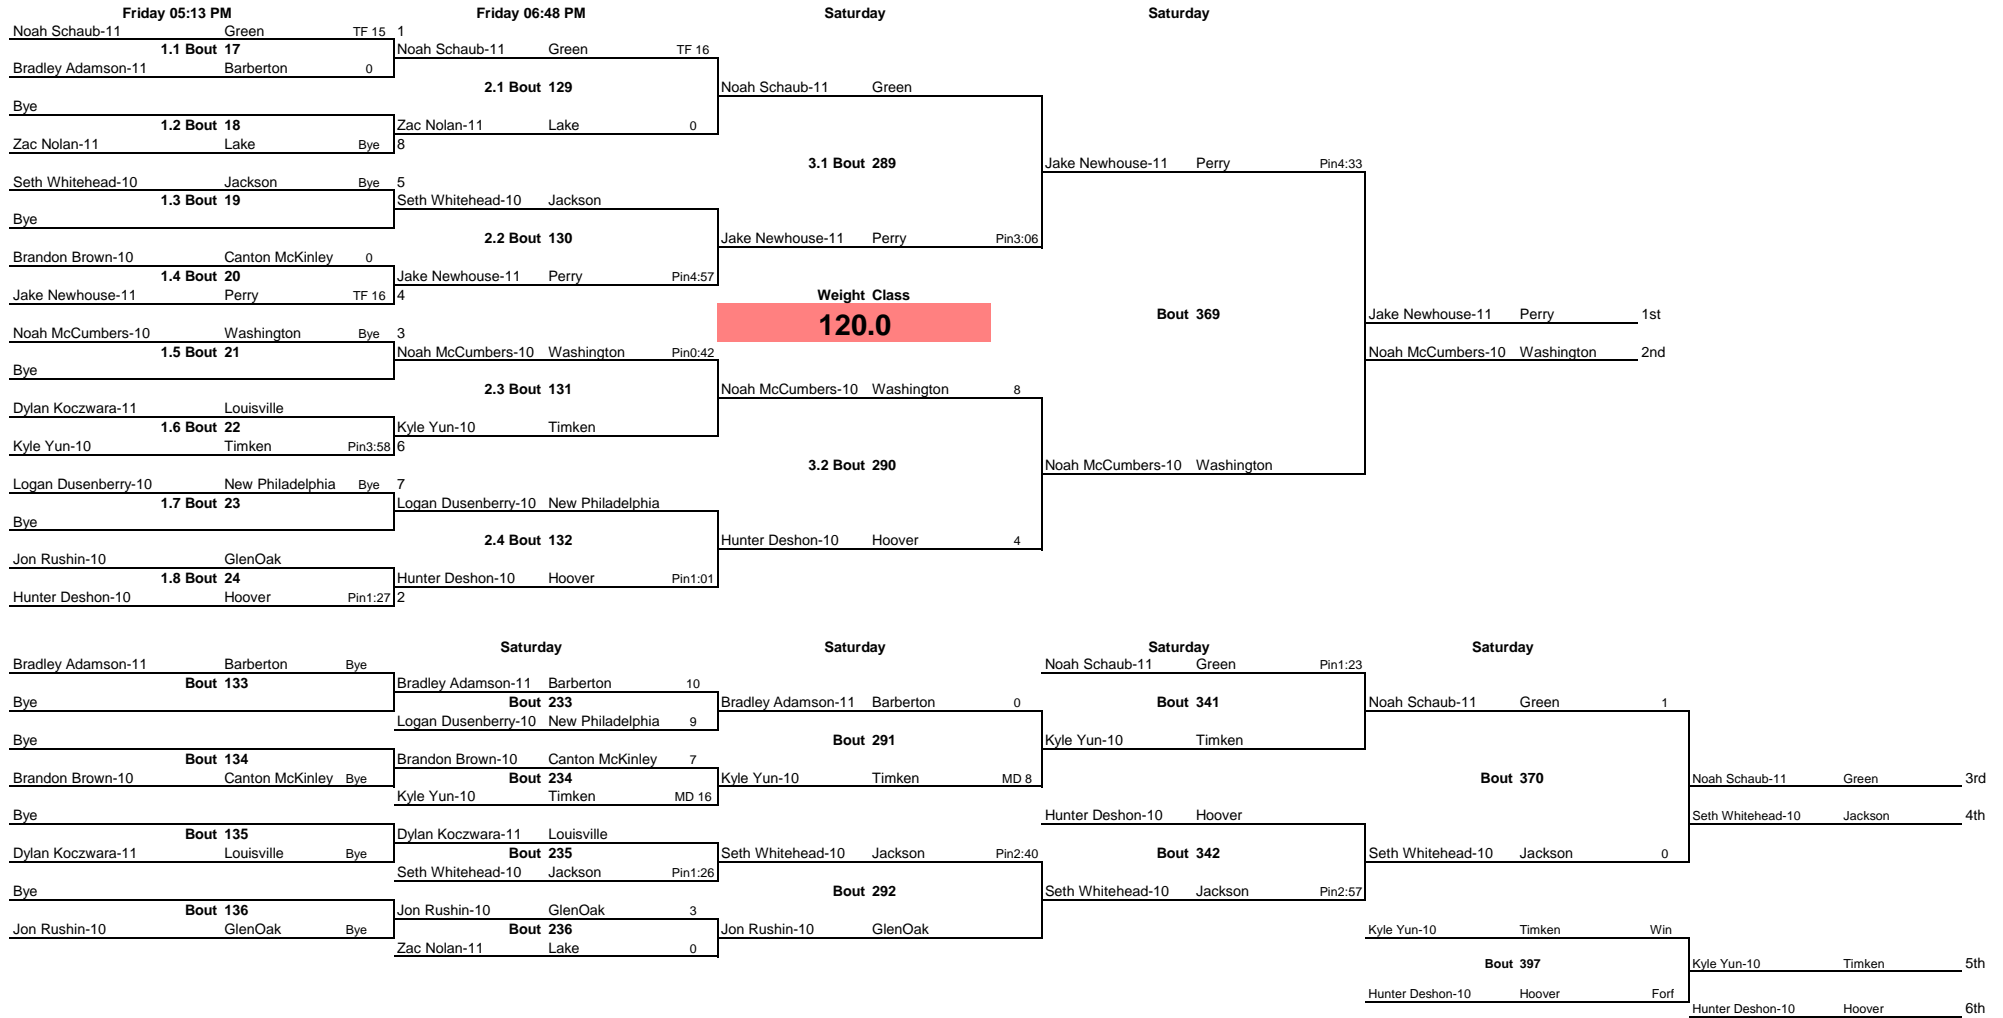 Friday 05:13 PM Friday 06:48 PM Saturday Saturday
Noah Schaub-11 Green TF 15 1
1.1 Bout 17 Noah Schaub-11 Green TF 16
Bradley Adamson-11 Barberton 0
2.1 Bout 129 Noah Schaub-11 Green
Bye
1.2 Bout 18 Zac Nolan-11 Lake 0
Zac Nolan-11 Lake Bye 8
3.1 Bout 289 Jake Newhouse-11 Perry Pin4:33
Seth Whitehead-10 Jackson Bye 5
1.3 Bout 19 Seth Whitehead-10 Jackson
Bye
2.2 Bout 130 Jake Newhouse-11 Perry Pin3:06
Brandon Brown-10 Canton McKinley 0
1.4 Bout 20 Jake Newhouse-11 Perry Pin4:57
Jake Newhouse-11 Perry TF 16 4 Weight Class
120.0 Bout 369 Jake Newhouse-11 Perry 1st
Noah McCumbers-10 Washington Bye 3
1.5 Bout 21 Noah McCumbers-10 Washington Pin0:42 Noah McCumbers-10 Washington 2nd
Bye
2.3 Bout 131 Noah McCumbers-10 Washington 8
Dylan Koczwara-11 Louisville
1.6 Bout 22 Kyle Yun-10 Timken
Kyle Yun-10 Timken Pin3:58 6
3.2 Bout 290 Noah McCumbers-10 Washington
Logan Dusenberry-10 New Philadelphia Bye 7
1.7 Bout 23 Logan Dusenberry-10 New Philadelphia
Bye
2.4 Bout 132 Hunter Deshon-10 Hoover 4
Jon Rushin-10 GlenOak
1.8 Bout 24 Hunter Deshon-10 Hoover Pin1:01
Hunter Deshon-10 Hoover Pin1:27 2
Saturday Saturday Saturday Saturday
Bradley Adamson-11 Barberton Bye Noah Schaub-11 Green Pin1:23
Bout 133 Bradley Adamson-11 Barberton 10
Bye Bout 233 Bradley Adamson-11 Barberton 0 Bout 341 Noah Schaub-11 Green 1
Logan Dusenberry-10 New Philadelphia 9
Bye Bout 291 Kyle Yun-10 Timken
Bout 134 Brandon Brown-10 Canton McKinley 7
Brandon Brown-10 Canton McKinley Bye Bout 234 Kyle Yun-10 Timken MD 8 Bout 370 Noah Schaub-11 Green 3rd
Kyle Yun-10 Timken MD 16
Bye Hunter Deshon-10 Hoover Seth Whitehead-10 Jackson 4th
Bout 135 Dylan Koczwara-11 Louisville
Dylan Koczwara-11 Louisville Bye Bout 235 Seth Whitehead-10 Jackson Pin2:40 Bout 342 Seth Whitehead-10 Jackson 0
Seth Whitehead-10 Jackson Pin1:26
Bye Bout 292 Seth Whitehead-10 Jackson Pin2:57
Bout 136 Jon Rushin-10 GlenOak 3
Jon Rushin-10 GlenOak Bye Bout 236 Jon Rushin-10 GlenOak Kyle Yun-10 Timken Win
Zac Nolan-11 Lake 0
Bout 397 Kyle Yun-10 Timken 5th
Hunter Deshon-10 Hoover Forf
Hunter Deshon-10 Hoover 6th